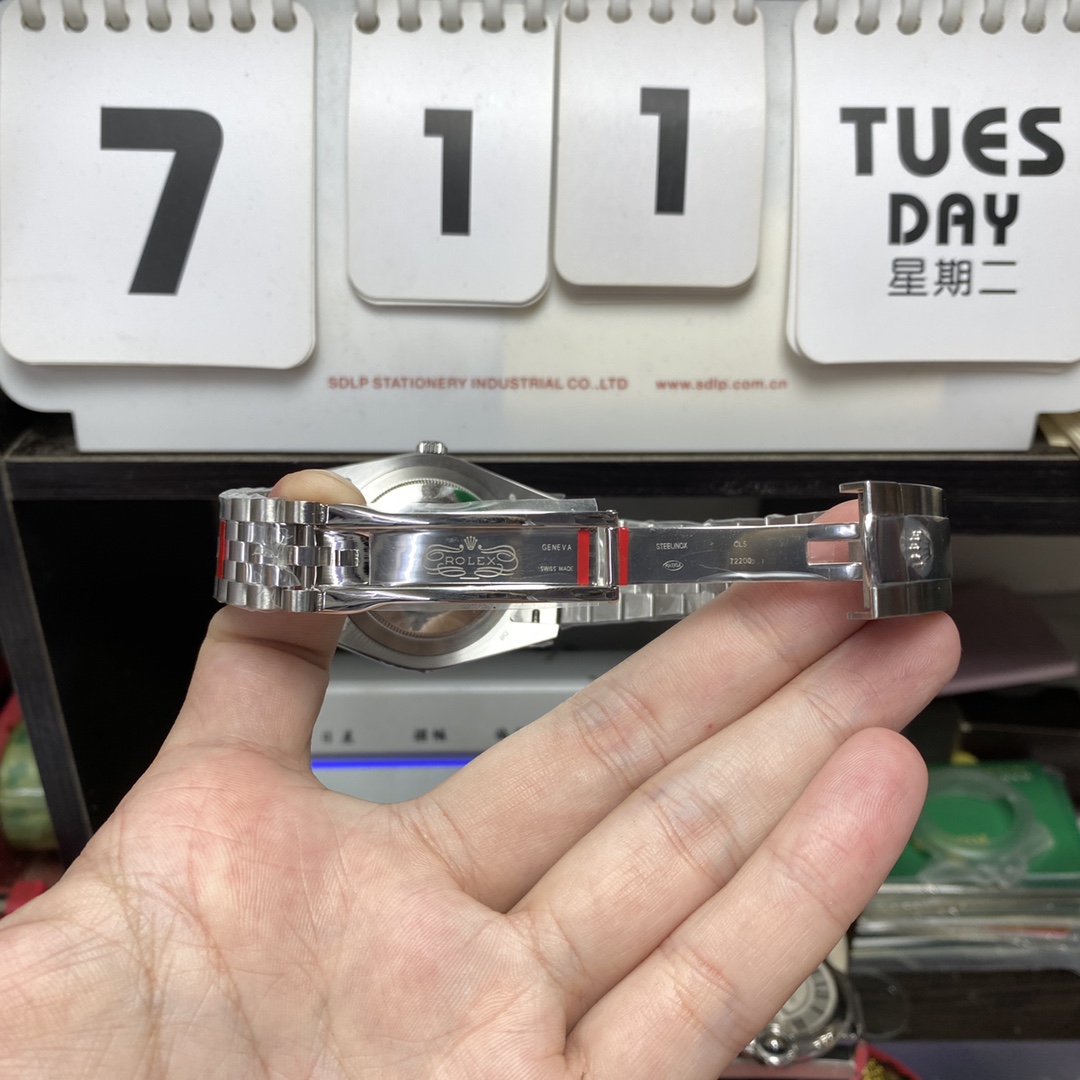 7
1
1
TUES
DAY
星期二
SDLP STATIONERY INDUSTRIAL CO.,LTD www.sdlp.com.cn
ROLEX
GENEVA
SWISS MADE
STEELINOX
CL5